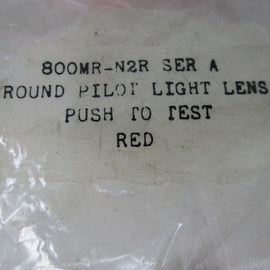 800MR-N2R SER A
ROUND PILOT LIGHT LENS
PUSH TO TEST
RED